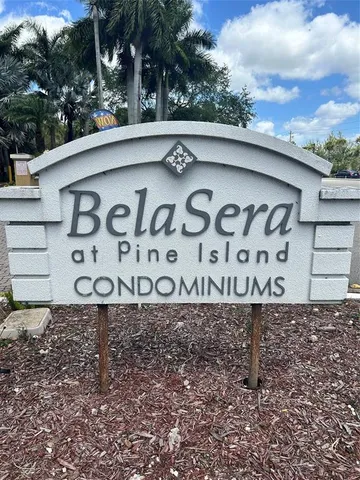 BelaSera
at Pine Island
CONDOMINIUMS